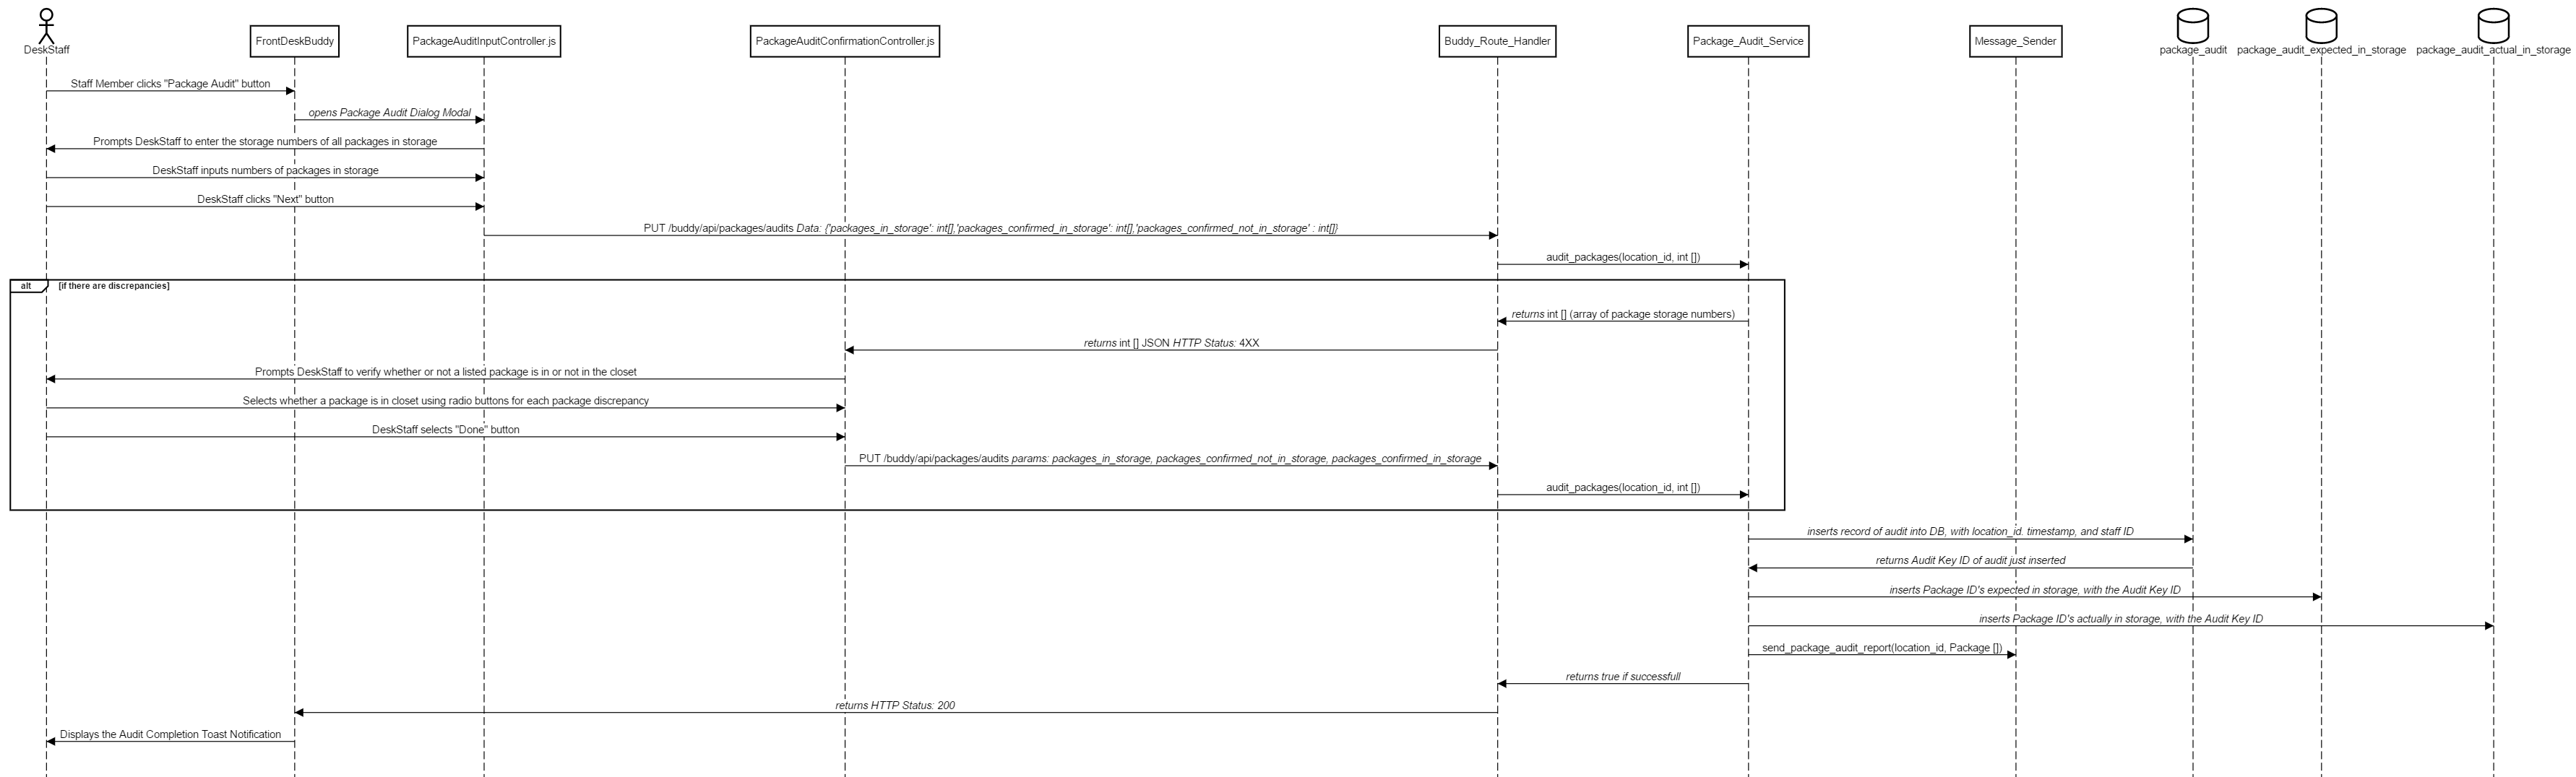 DeskStaff
FrontDeskBuddy
PackageAuditInputController.js
PackageAuditConfirmationController.js
Buddy_Route_Handler
Package_Audit_Service
Message_Sender
package_audit
package_audit_expected_in_storage
package_audit_actual_in_storage
Staff Member clicks "Package Audit" button
opens Package Audit Dialog Modal
Prompts DeskStaff to enter the storage numbers of all packages in storage
DeskStaff inputs numbers of packages in storage
DeskStaff clicks "Next" button
PUT /buddy/api/packages/audits Data: {'packages_in_storage': int[],'packages_confirmed_in_storage': int[],'packages_confirmed_not_in_storage' : int[]}
audit_packages(location_id, int [])
alt
[if there are discrepancies]
returns int [] (array of package storage numbers)
returns int [] JSON HTTP Status: 4XX
Prompts DeskStaff to verify whether or not a listed package is in or not in the closet
Selects whether a package is in closet using radio buttons for each package discrepancy
DeskStaff selects "Done" button
PUT /buddy/api/packages/audits params: packages_in_storage, packages_confirmed_not_in_storage, packages_confirmed_in_storage
audit_packages(location_id, int [])
inserts record of audit into DB, with location_id. timestamp, and staff ID
returns Audit Key ID of audit just inserted
inserts Package ID's expected in storage, with the Audit Key ID
inserts Package ID's actually in storage, with the Audit Key ID
send_package_audit_report(location_id, Package [])
returns true if successfull
returns HTTP Status: 200
Displays the Audit Completion Toast Notification